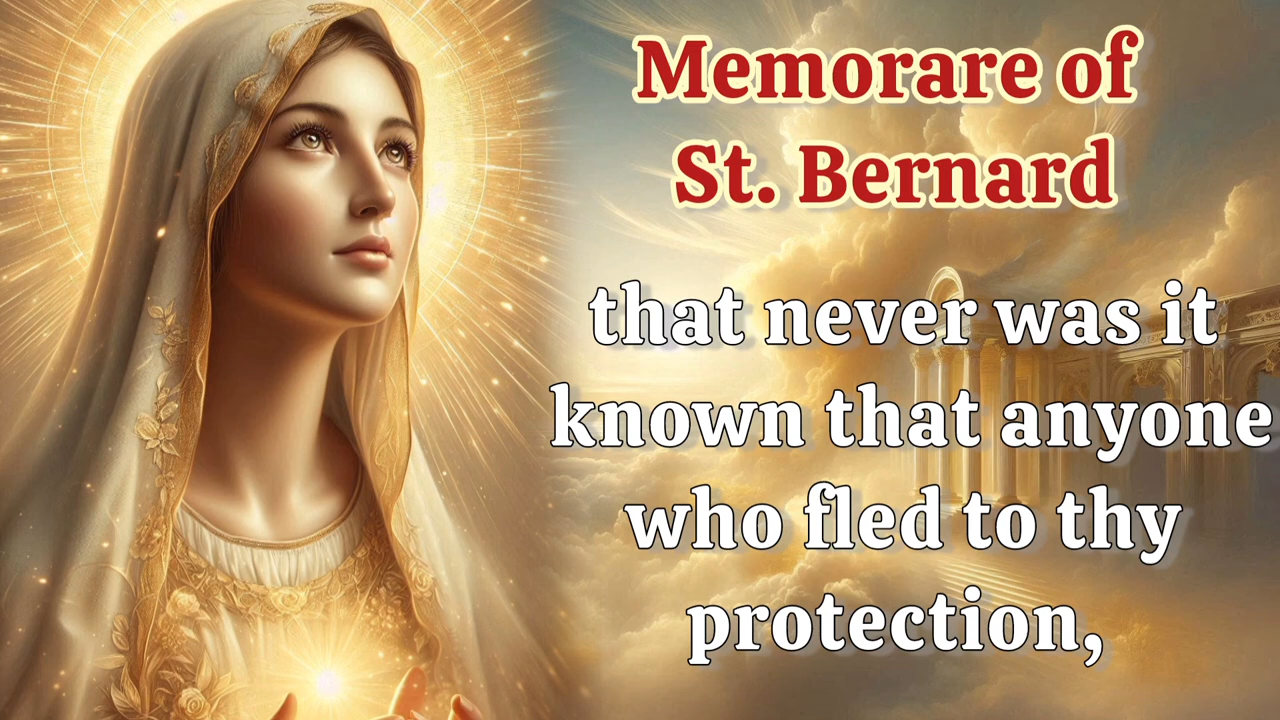 Memorare of
St. Bernard
that never was it
known that anyone
who fled to thy
protection,